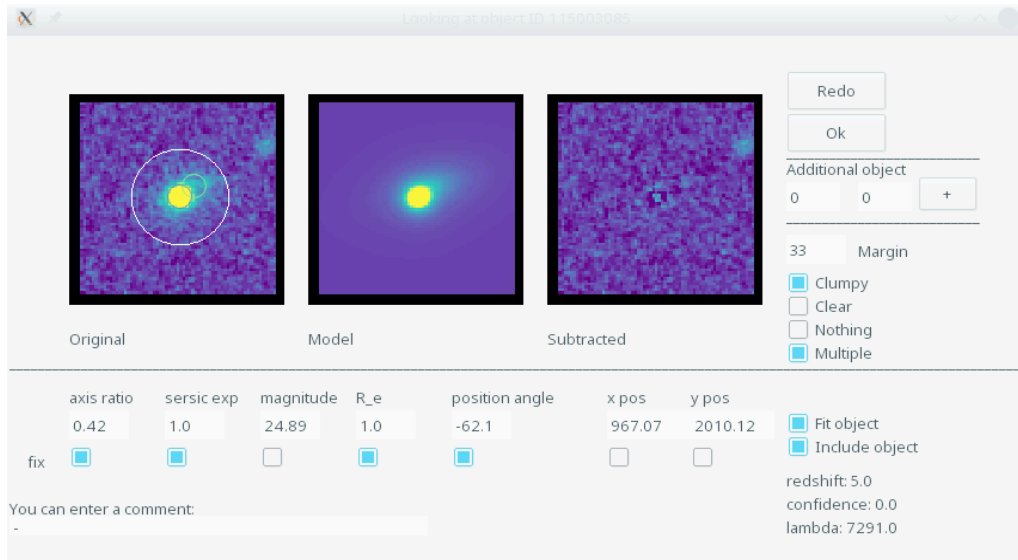 Looking at object ID 115003085
Redo
Ok
Additional object
0 0 +
33 Margin
Clumpy
Clear
Nothing
Multiple
Original Model Subtracted
axis ratio sersic exp magnitude R_e position angle x pos y pos
0.42 1.0 24.89 1.0 -62.1 967.07 2010.12
fix
Fit object
Include object
redshift: 5.0
confidence: 0.0
lambda: 7291.0
You can enter a comment:
-